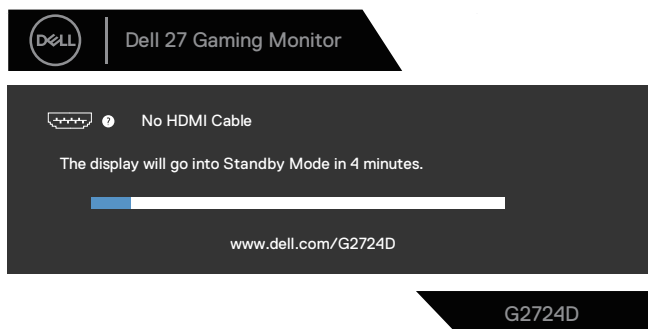 DELL
Dell 27 Gaming Monitor
? No HDMI Cable
The display will go into Standby Mode in 4 minutes.
www.dell.com/G2724D
G2724D